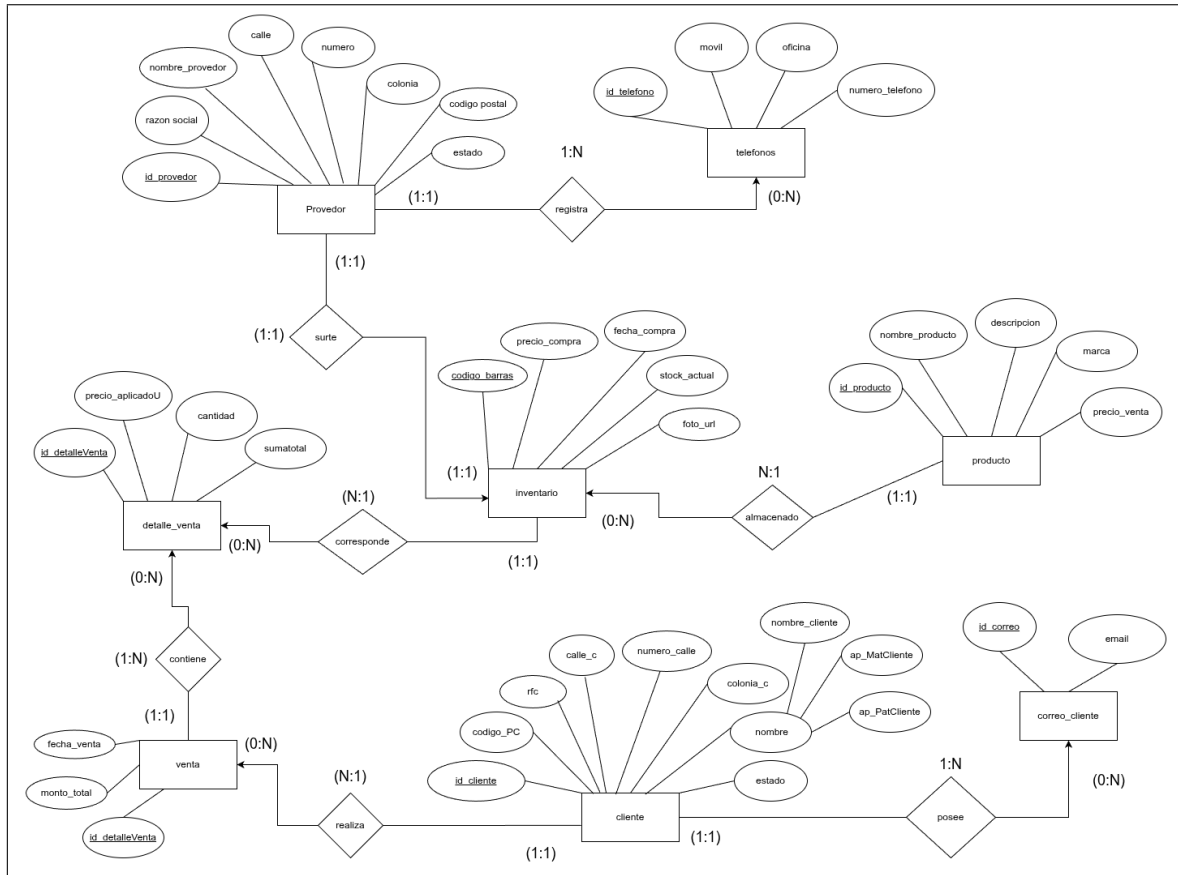 calle
numero
movil
oficina
nombre_provedor
colonia
id_telefono
numero_telefono
razon social
codigo postal
estado
id_provedor
telefonos
1:N
Provedor
(1:1)
registra
(0:N)
(1:1)
(1:1)
surte
fecha_compra
precio_compra
codigo_barras
stock_actual
foto_url
descripcion
nombre_producto
marca
id_producto
precio_venta
precio_aplicadoU
cantidad
id_detalleVenta
sumatotal
(1:1)
inventario
N:1
producto
(N:1)
(0:N)
almacenado
(1:1)
detalle_venta
(0:N)
corresponde
(1:1)
(0:N)
(1:N)
contiene
(1:1)
nombre_cliente
calle_c
numero_calle
ap_MatCliente
rfc
colonia_c
ap_PatCliente
codigo_PC
nombre
id_cliente
estado
id_correo
email
correo_cliente
fecha_venta
(0:N)
venta
(N:1)
1:N
(0:N)
monto_total
realiza
cliente
posee
id_detalleVenta
(1:1)
(1:1)